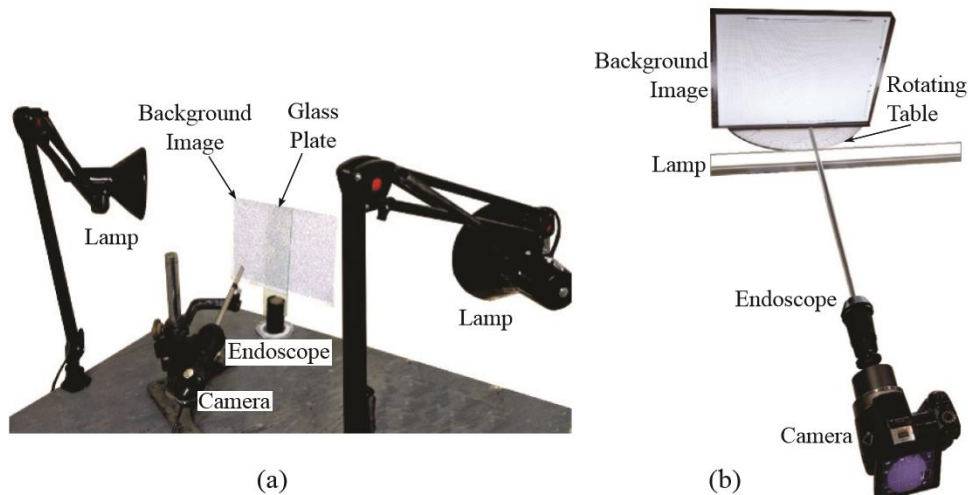 Background
Image
Glass
Plate
Lamp
Lamp
Endoscope
Camera
(a)
Background
Image
Rotating
Table
Lamp
Endoscope
Camera
(b)